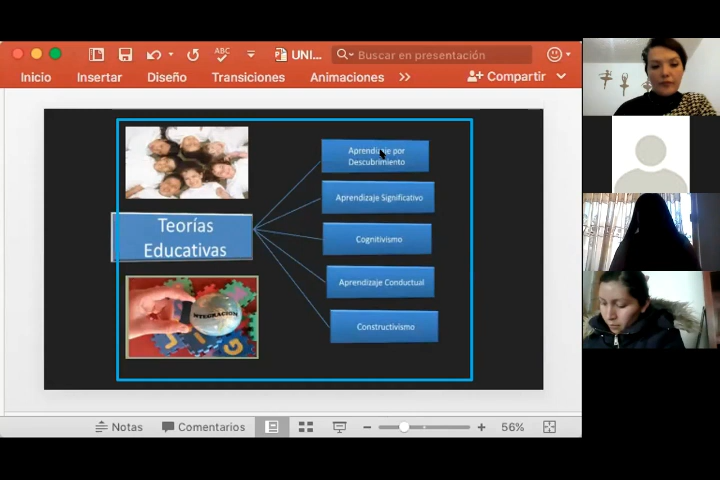 UNI...
Buscar en presentación
ABC
Inicio
Insertar
Diseño
Transiciones
Animaciones
Compartir
Teorías
Educativas
Aprendizaje por
Descubrimiento
Aprendizaje Significativo
Cognitivismo
Aprendizaje Conductual
Constructivismo
INTEGRACION
Notas
Comentarios
56%